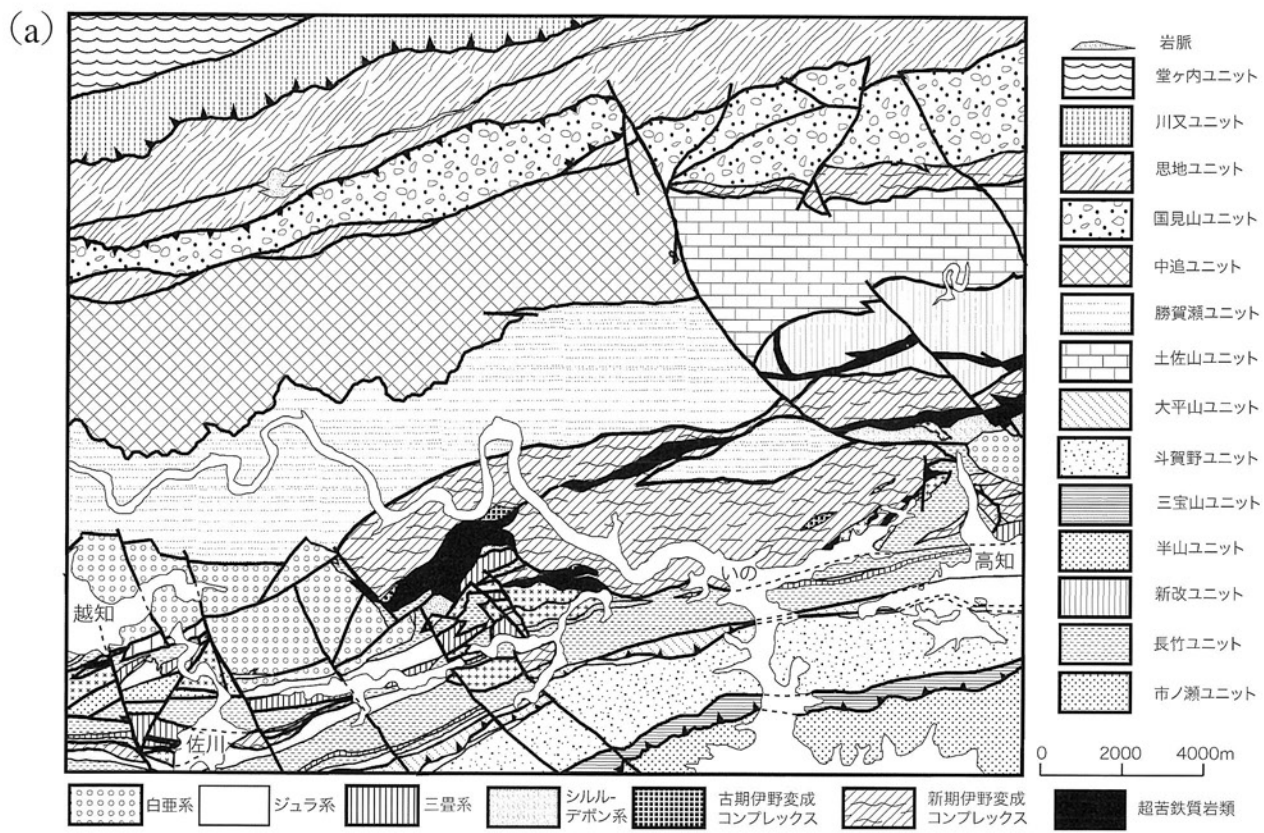 (a)
岩脈
堂ヶ内ユニット
川又ユニット
思地ユニット
国見山ユニット
中追ユニット
勝賀瀬ユニット
土佐山ユニット
大平山ユニット
斗賀野ユニット
三宝山ユニット
半山ユニット
新改ユニット
長竹ユニット
市ノ瀬ユニット
いの
高知
越知
佐川
0 2000 4000m
白亜系
ジュラ系
三畳系
シルル-
デボン系
古期伊野変成
コンプレックス
新期伊野変成
コンプレックス
超苦鉄質岩類